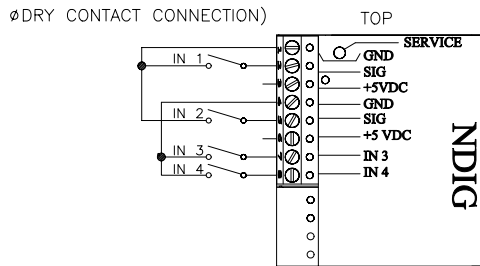 ØDRY CONTACT CONNECTION)
TOP
SERVICE
GND
IN 1
SIG
+5VDC
GND
IN 2
SIG
+5 VDC
IN 3
IN 3
IN 4
IN 4
NDIG